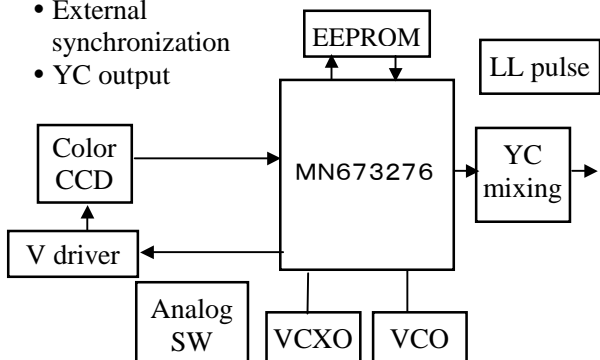 • External
synchronization
• YC output
EEPROM
LL pulse
Color
CCD
MN673276
YC
mixing
V driver
Analog
SW
VCXO
VCO